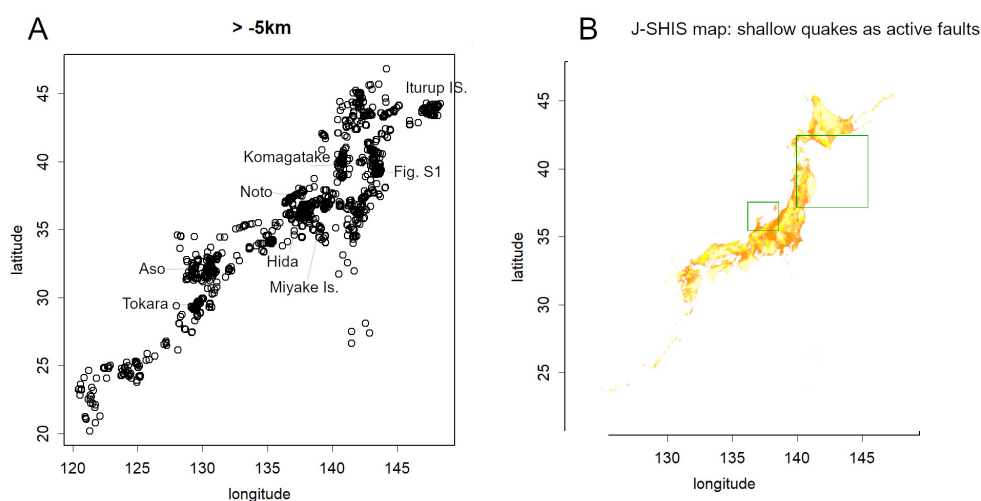 A
> -5km
45
40
35
30
25
20
latitude
Iturup IS.
Komagatake
Fig. S1
Noto
Aso
Hida
Miyake Is.
Tokara
120
125
130
135
140
145
longitude
B
J-SHIS map: shallow quakes as active faults
45
40
35
30
25
latitude
130
135
140
145
longitude